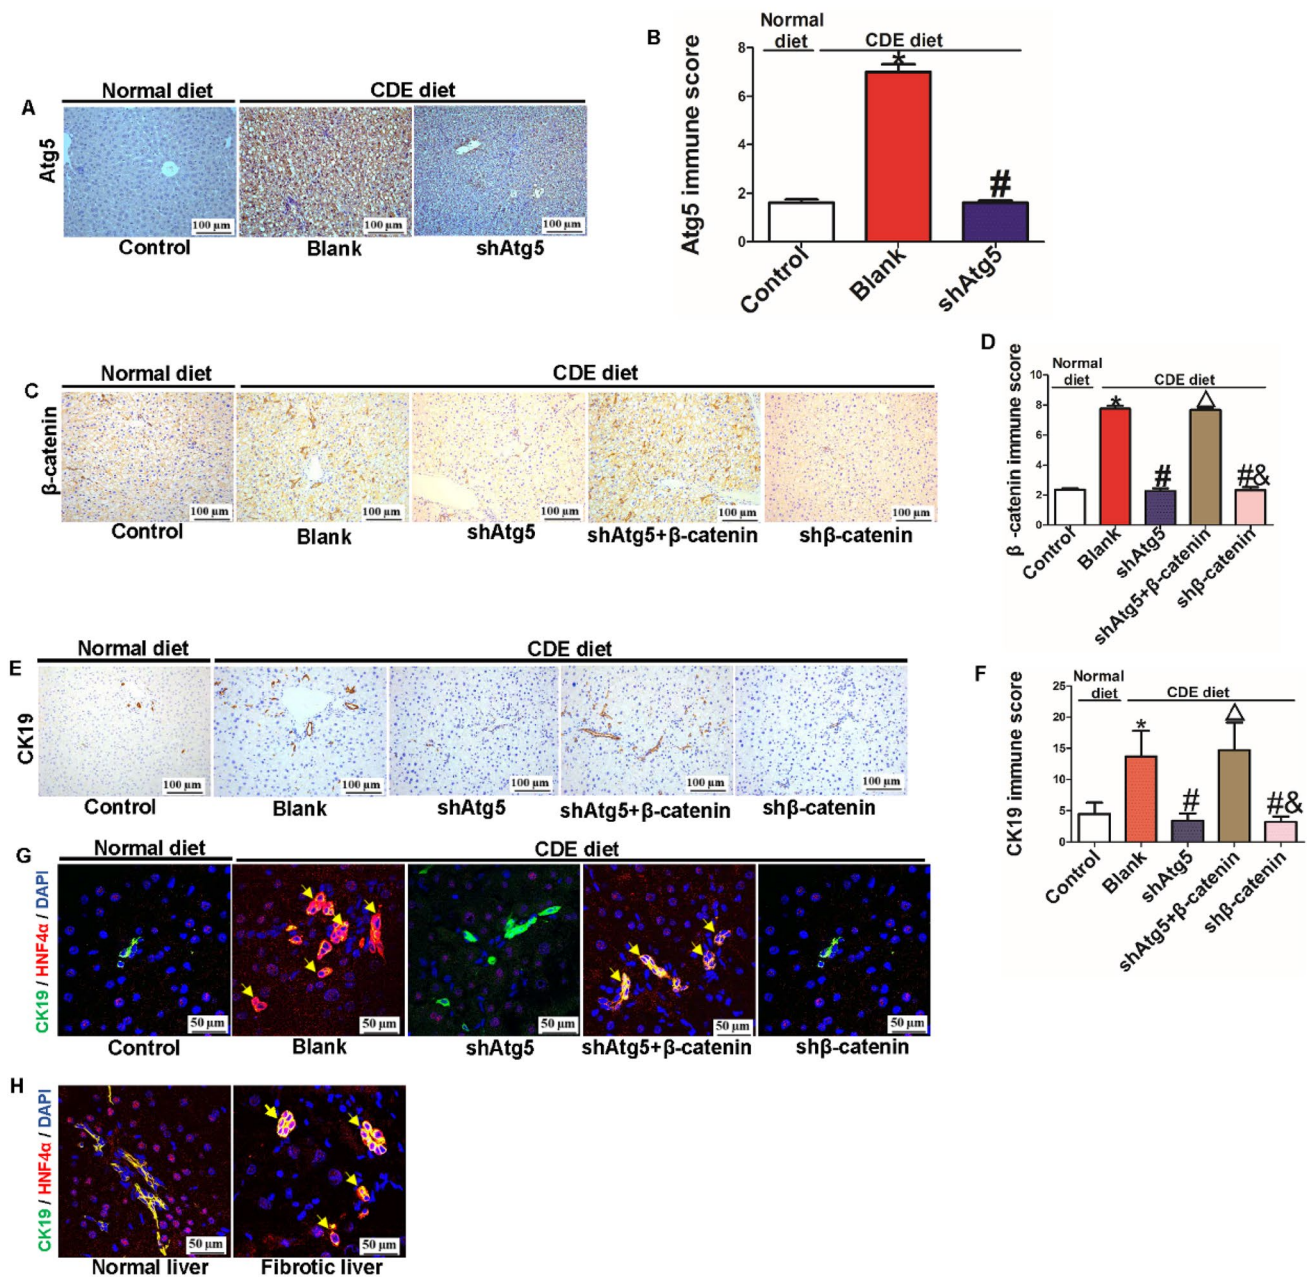 A
Normal diet
CDE diet
Atg5
100 µm
100 µm
100 µm
Control
Blank
shAtg5
B
Normal
diet
CDE diet
Atg5 immune score
8
6
4
2
0
*
#
Control
Blank
shAtg5
C
Normal diet
CDE diet
β-catenin
100 µm
100 µm
100 µm
100 µm
100 µm
Control
Blank
shAtg5
shAtg5+β-catenin
shβ-catenin
D
Normal
diet
CDE diet
β -catenin immune score
10
8
6
4
2
0
*
#
△
#&
Control
Blank
shAtg5
shAtg5+β-catenin
shβ-catenin
E
Normal diet
CDE diet
CK19
100 µm
100 µm
100 µm
100 µm
100 µm
Control
Blank
shAtg5
shAtg5+β-catenin
shβ-catenin
F
Normal
diet
CDE diet
CK19 immune score
25
20
15
10
5
0
*
#
△
#&
Control
Blank
shAtg5
shAtg5+β-catenin
shβ-catenin
G
Normal diet
CDE diet
CK19 / HNF4α / DAPI
50 µm
50 µm
50 µm
50 µm
50 µm
Control
Blank
shAtg5
shAtg5+β-catenin
shβ-catenin
H
CK19 / HNF4α / DAPI
50 µm
50 µm
Normal liver
Fibrotic liver